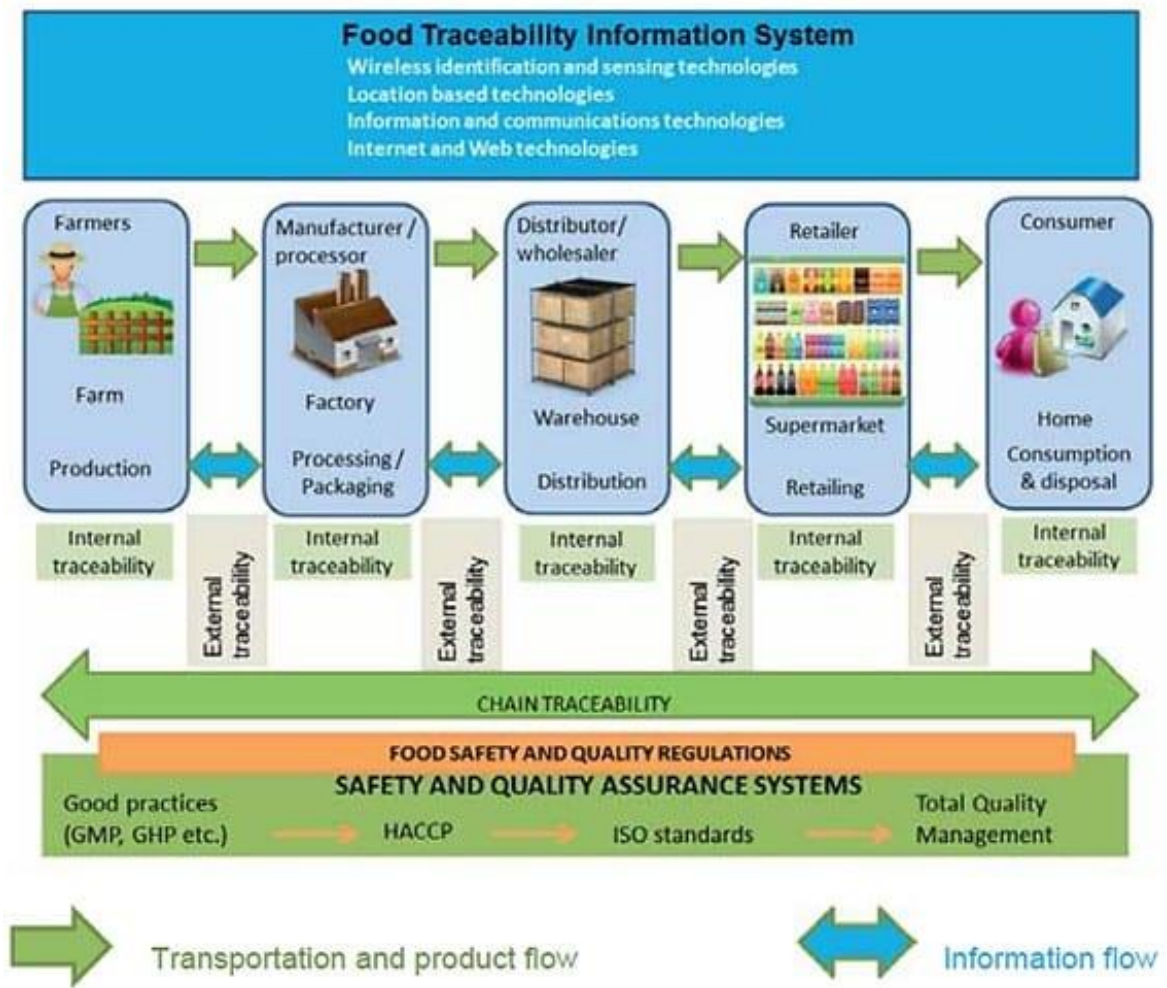 Food Traceability Information System
Wireless identification and sensing technologies
Location based technologies
Information and communications technologies
Internet and Web technologies
Farmers
Farm
Production
Manufacturer /
processor
Factory
Processing /
Packaging
Distributor/
wholesaler
Warehouse
Distribution
Retailer
Supermarket
Retailing
Consumer
Home
Consumption
& disposal
Internal
traceability
External
traceability
Internal
traceability
External
traceability
Internal
traceability
External
traceability
Internal
traceability
External
traceability
Internal
traceability
CHAIN TRACEABILITY
FOOD SAFETY AND QUALITY REGULATIONS
SAFETY AND QUALITY ASSURANCE SYSTEMS
Good practices
(GMP, GHP etc.)
HACCP
ISO standards
Total Quality
Management
Transportation and product flow
Information flow